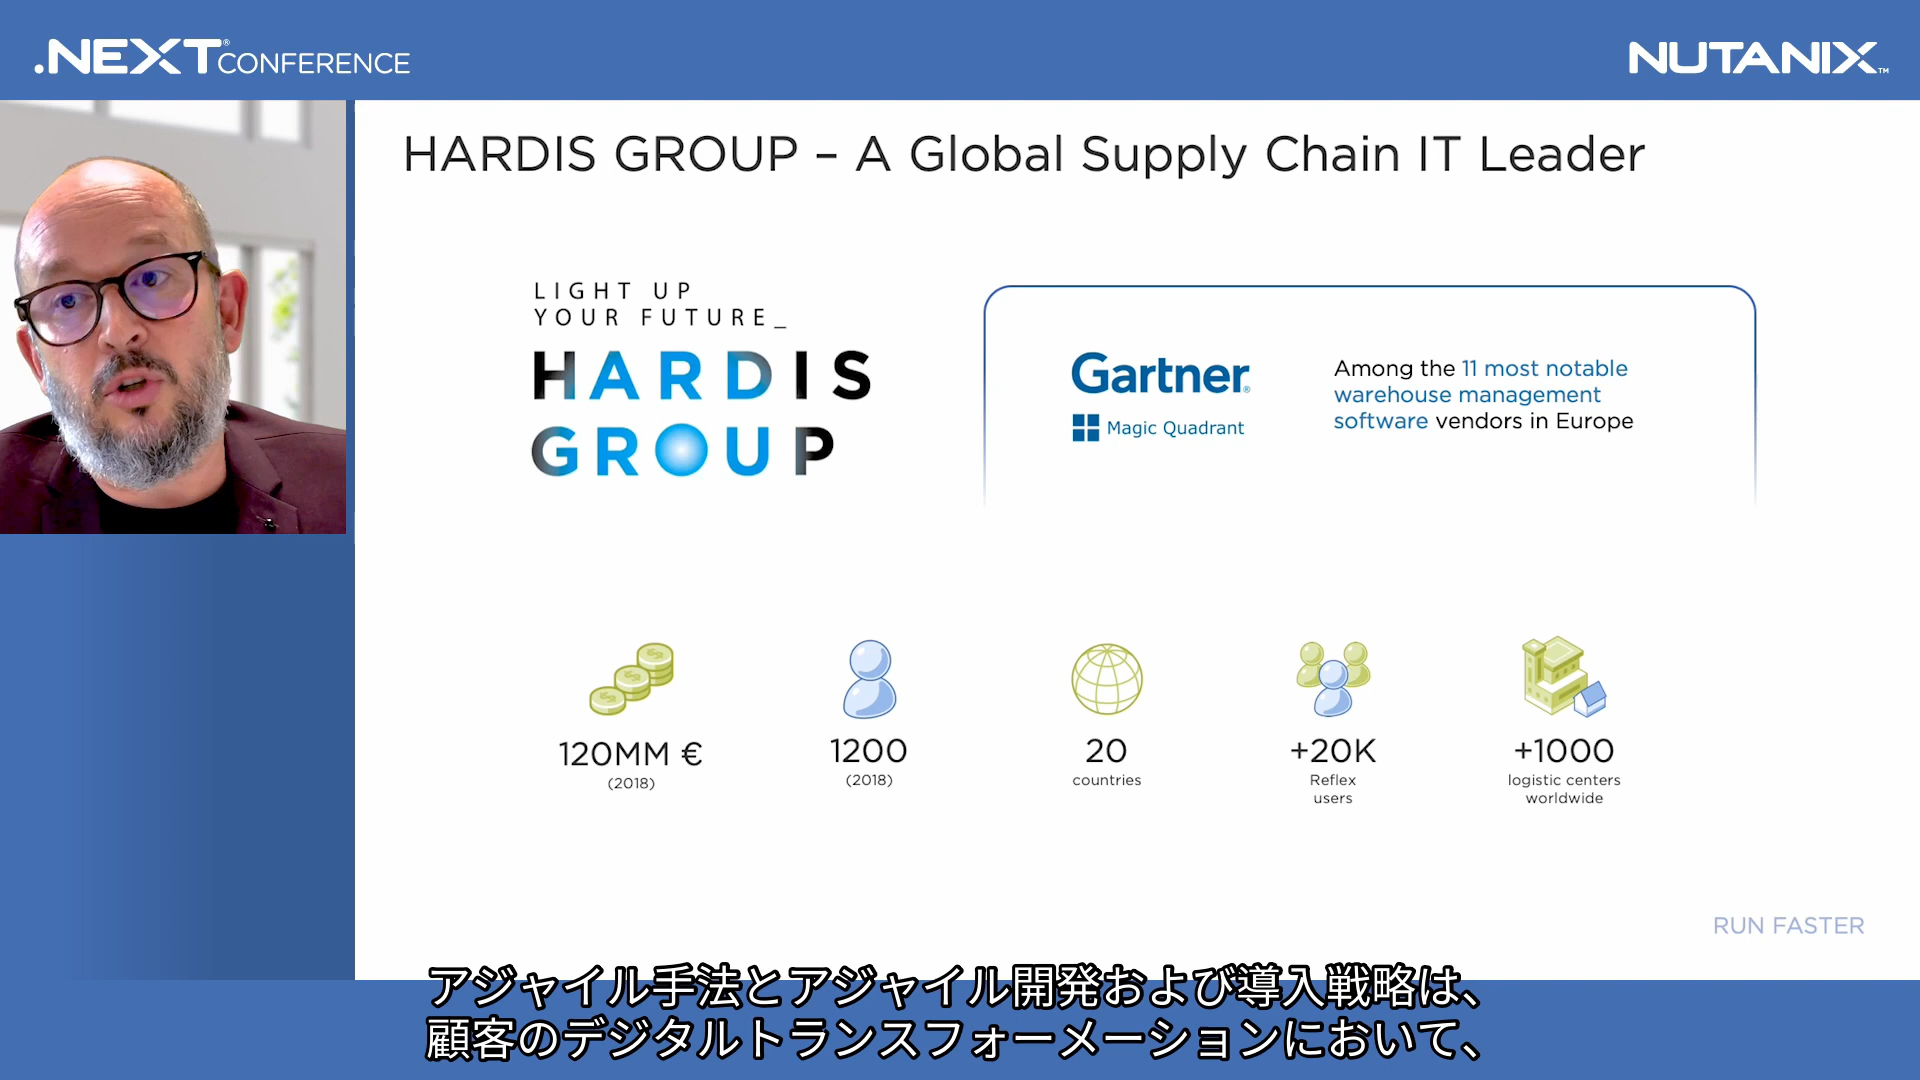 .NEXT® CONFERENCE
NUTANIX™
HARDIS GROUP – A Global Supply Chain IT Leader
LIGHT UP
YOUR FUTURE_
HARDIS
GROUP
Gartner®
Magic Quadrant
Among the 11 most notable
warehouse management
software vendors in Europe
120MM €
(2018)
1200
(2018)
20
countries
+20K
Reflex
users
+1000
logistic centers
worldwide
RUN FASTER
アジャイル手法とアジャイル開発および導入戦略は、
顧客のデジタルトランスフォーメーションにおいて、